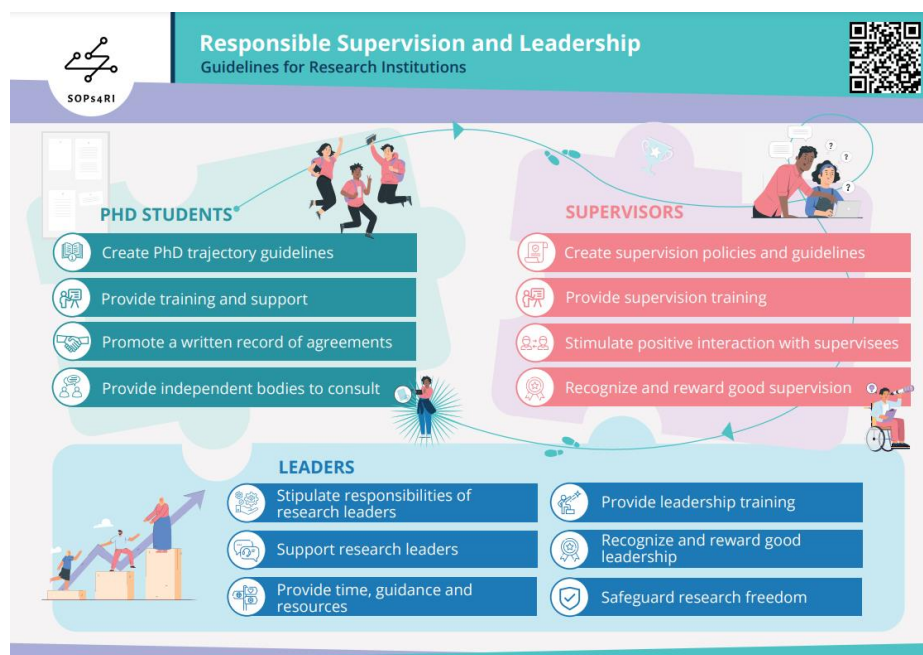 SOPs4RI
Responsible Supervision and Leadership
Guidelines for Research Institutions
PHD STUDENTS
Create PhD trajectory guidelines
Provide training and support
Promote a written record of agreements
Provide independent bodies to consult
SUPERVISORS
Create supervision policies and guidelines
Provide supervision training
Stimulate positive interaction with supervisees
Recognize and reward good supervision
? ? ?
?
LEADERS
Stipulate responsibilities of
research leaders
Support research leaders
Provide time, guidance and
resources
Provide leadership training
Recognize and reward good
leadership
Safeguard research freedom